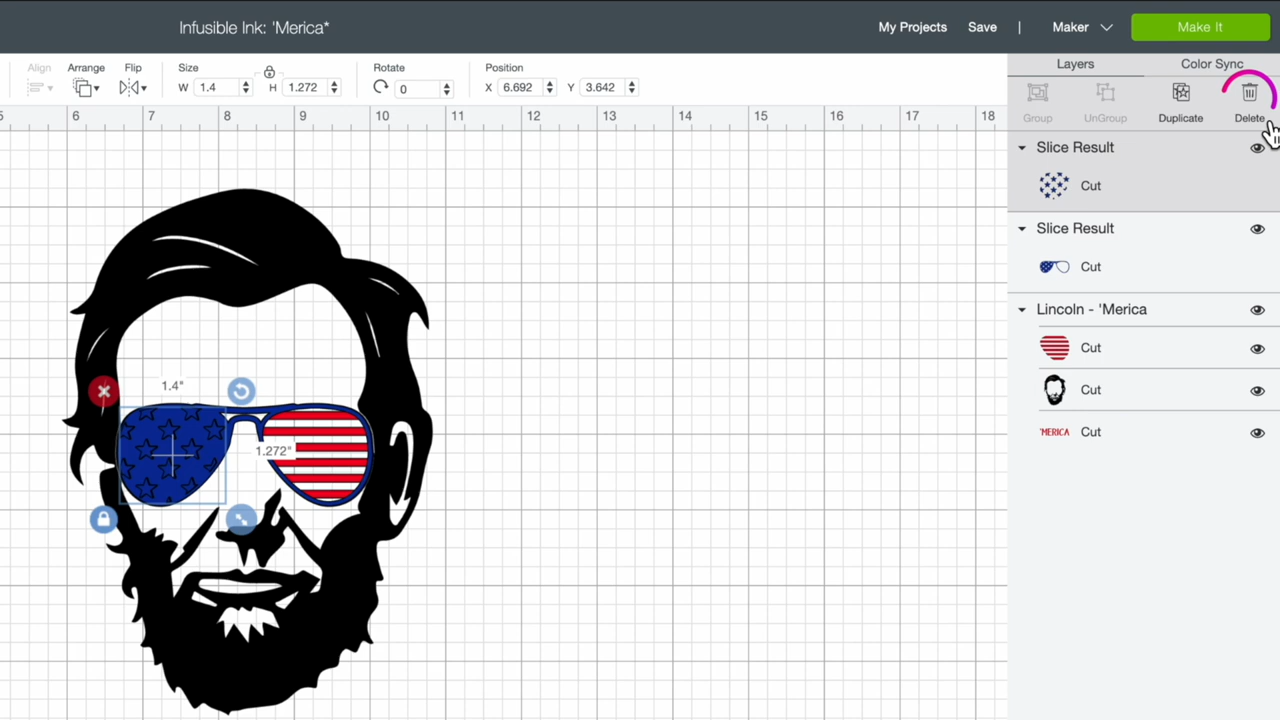 Infusible Ink: 'Merica*
My Projects Save | Maker Make It
Align Arrange Flip Size Rotate Position
W 1.4 H 1.272 0 X 6.692 Y 3.642
Layers Color Sync
Group UnGroup Duplicate Delete
5 6 7 8 9 10 11 12 13 14 15 16 17 18
Slice Result
Cut
Slice Result
Cut
Lincoln - 'Merica
Cut
Cut
'MERICA Cut
1.4"
1.272"